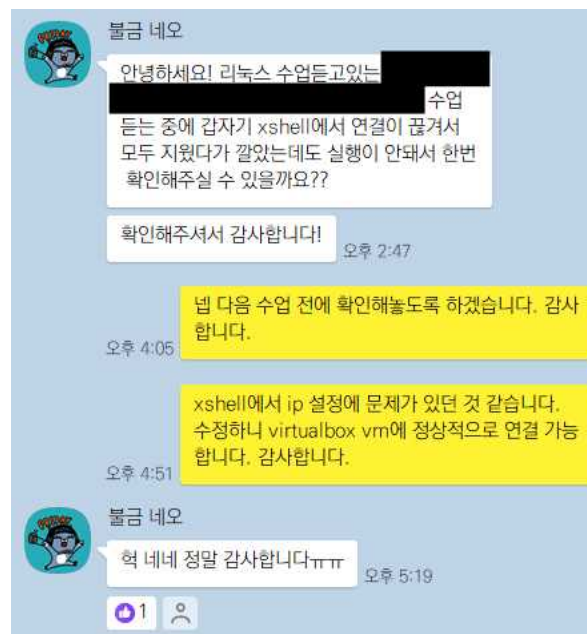 불금 네오
안녕하세요! 리눅스 수업듣고있는
수업
듣는 중에 갑자기 xshell에서 연결이 끊겨서
모두 지웠다가 깔았는데도 실행이 안돼서 한번
확인해주실 수 있을까요??
확인해주셔서 감사합니다!
오후 2:47
넵 다음 수업 전에 확인해놓도록 하겠습니다. 감사
합니다.
오후 4:05
xshell에서 ip 설정에 문제가 있던 것 같습니다.
수정하니 virtualbox vm에 정상적으로 연결 가능
합니다. 감사합니다.
오후 4:51
불금 네오
헉 네네 정말 감사합니다ㅠㅠ
오후 5:19
1